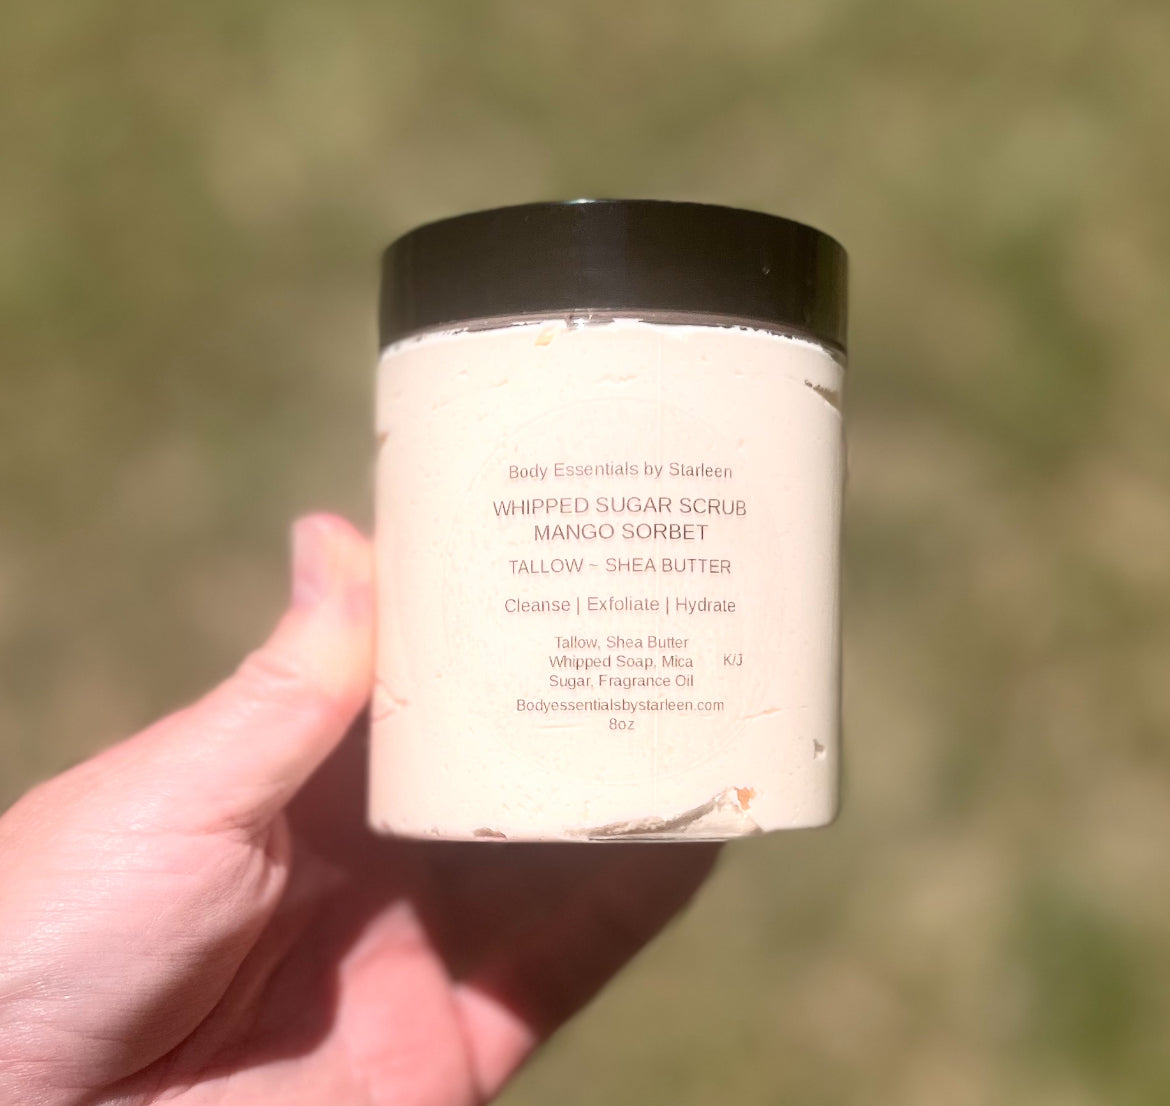 Body Essentials by Starleen
WHIPPED SUGAR SCRUB
MANGO SORBET
TALLOW ~ SHEA BUTTER
Cleanse | Exfoliate | Hydrate
Tallow, Shea Butter
Whipped Soap, Mica K/J
Sugar, Fragrance Oil
Bodyessentialsbystarleen.com
8oz